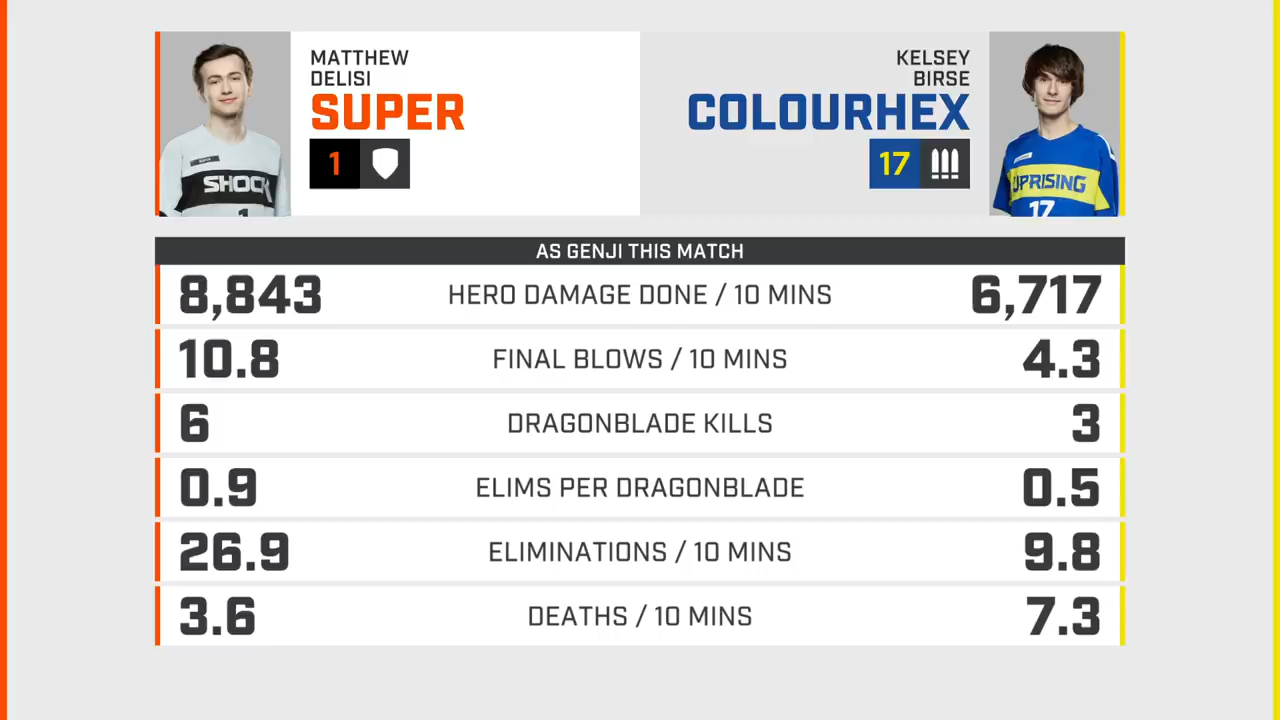 MATTHEW
DELISI
SUPER
1
SHOCK
1
KELSEY
BIRSE
COLOURHEX
17
UPRISING
17
AS GENJI THIS MATCH
8,843 HERO DAMAGE DONE / 10 MINS 6,717
10.8 FINAL BLOWS / 10 MINS 4.3
6 DRAGONBLADE KILLS 3
0.9 ELIMS PER DRAGONBLADE 0.5
26.9 ELIMINATIONS / 10 MINS 9.8
3.6 DEATHS / 10 MINS 7.3